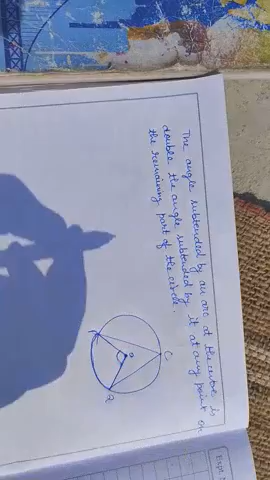 The angle subtended by an arc at the centre is
double the angle subtended by it at any point on
the remaining part of the circle.
C
O
Q